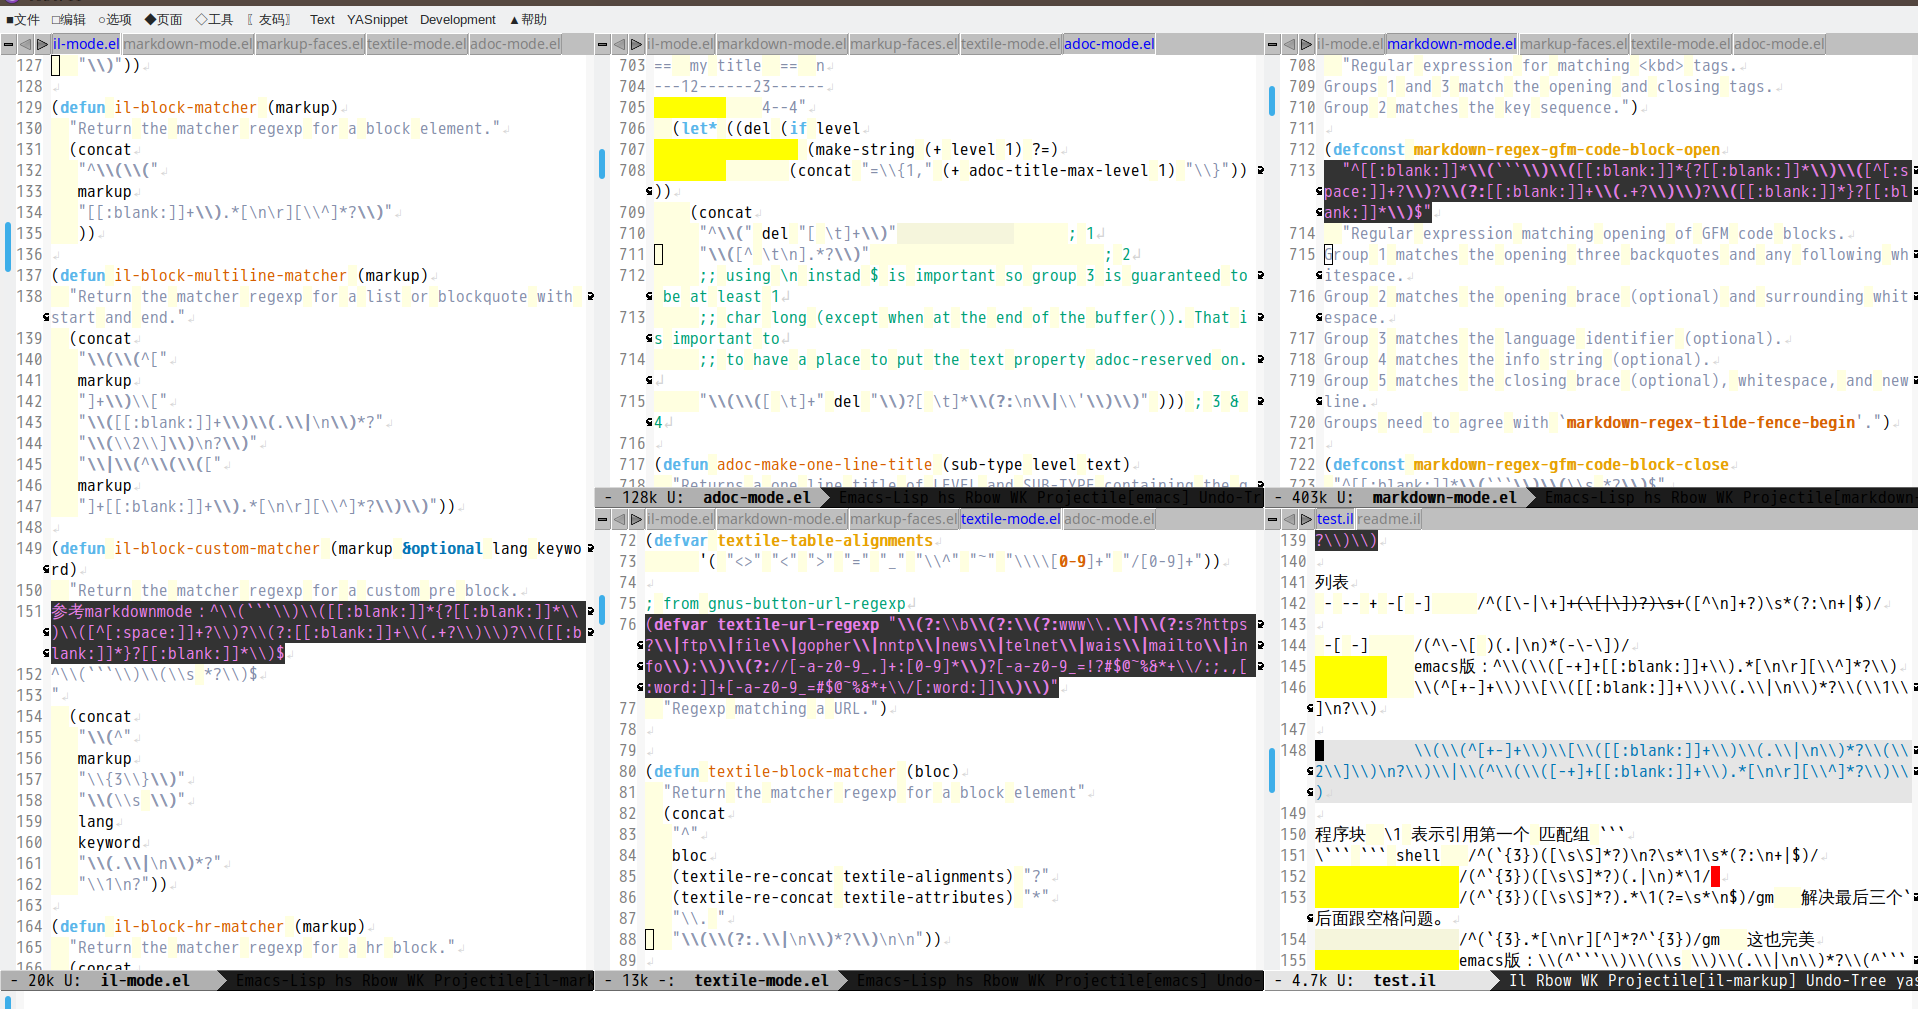 ■文件 □编辑 ○选项 ◆页面 ◇工具 〖友码〗 Text YASnippet Development ▲帮助
il-mode.el markdown-mode.el markup-faces.el textile-mode.el adoc-mode.el
127 "\\)"))
128
129 (defun il-block-matcher (markup)
130 "Return the matcher regexp for a block element."
131 (concat
132 "^\\(\\("
133 markup
134 "[[:blank:]]+\\).*[\n\r][\\^]*?\\)"
135 ))
136
137 (defun il-block-multiline-matcher (markup)
138 "Return the matcher regexp for a list or blockquote with
start and end."
139 (concat
140 "\\(\\(^["
141 markup
142 "]+\\)\\["
143 "\\([[:blank:]]+\\)\\(.\\|\n\\)*?"
144 "\\(\\2\\]\\)\n?\\)"
145 "\\|\\(^\\(\\(["
146 markup
147 "]+[[:blank:]]+\\).*[\n\r][\\^]*?\\)\\)"))
148
149 (defun il-block-custom-matcher (markup &optional lang keywo
rd)
150 "Return the matcher regexp for a custom pre block.
151 参考markdownmode：^\\(```\\)\\([[:blank:]]*{?[[:blank:]]*\\
)\\([^[:space:]]+?\\)?\\(?:[[:blank:]]+\\(.+?\\)\\)?\\([[:b
lank:]]*}?[[:blank:]]*\\)$
152 ^\\(```\\)\\(\\s *?\\)$
153 "
154 (concat
155 "\\(^"
156 markup
157 "\\{3\\}\\)"
158 "\\(\\s \\)"
159 lang
160 keyword
161 "\\(.\\|\n\\)*?"
162 "\\1\n?"))
163
164 (defun il-block-hr-matcher (markup)
165 "Return the matcher regexp for a hr block."
166 (concat
- 20k U: il-mode.el Emacs-Lisp hs Rbow WK Projectile[il-mark
il-mode.el markdown-mode.el markup-faces.el textile-mode.el adoc-mode.el
703 == my title == n
704 ---12------23------
705 4--4"
706 (let* ((del (if level
707 (make-string (+ level 1) ?=)
708 (concat "=\\{1," (+ adoc-title-max-level 1) "\\}"))
))
709 (concat
710 "^\\(" del "[ \t]+\\)" ; 1
711 "\\([^ \t\n].*?\\)" ; 2
712 ;; using \n instad $ is important so group 3 is guaranteed to
be at least 1
713 ;; char long (except when at the end of the buffer()). That i
s important to
714 ;; to have a place to put the text property adoc-reserved on.
715 "\\(\\([ \t]+" del "\\)?[ \t]*\\(?:\n\\|\\'\\)\\)" ))) ; 3 &
4
716
717 (defun adoc-make-one-line-title (sub-type level text)
718 "Returns a one line title of LEVEL and SUB-TYPE containing the g
- 128k U: adoc-mode.el Emacs-Lisp hs Rbow WK Projectile[emacs] Undo-Tr
il-mode.el markdown-mode.el markup-faces.el textile-mode.el adoc-mode.el
72 (defvar textile-table-alignments
73 '( "<>" "<" ">" "=" "_" "\\^" "~" "\\\\[0-9]+" "/[0-9]+"))
74
75 ; from gnus-button-url-regexp
76 (defvar textile-url-regexp "\\(?:\\b\\(?:\\(?:www\\.\\|\\(?:s?https
?\\|ftp\\|file\\|gopher\\|nntp\\|news\\|telnet\\|wais\\|mailto\\|in
fo\\):\\)\\(?://[-a-z0-9_.]+:[0-9]*\\)?[-a-z0-9_=!?#$@~%&*+\\/:;.,[
:word:]]+[-a-z0-9_=#$@~%&*+\\/[:word:]]\\)\\)"
77 "Regexp matching a URL.")
78
79
80 (defun textile-block-matcher (bloc)
81 "Return the matcher regexp for a block element"
82 (concat
83 "^"
84 bloc
85 (textile-re-concat textile-alignments) "?"
86 (textile-re-concat textile-attributes) "*"
87 "\\. "
88 "\\(\\(?:.\\|\n\\)*?\\)\n\n"))
89
- 13k -: textile-mode.el Emacs-Lisp hs Rbow WK Projectile[emacs] Undo-
il-mode.el markdown-mode.el markup-faces.el textile-mode.el adoc-mode.el
708 "Regular expression for matching <kbd> tags.
709 Groups 1 and 3 match the opening and closing tags.
710 Group 2 matches the key sequence.")
711
712 (defconst markdown-regex-gfm-code-block-open
713 "^[[:blank:]]*\\(```\\)\\([[:blank:]]*{?[[:blank:]]*\\)\\([^[:s
pace:]]+?\\)?\\(?:[[:blank:]]+\\(.+?\\)\\)?\\([[:blank:]]*}?[[:bl
ank:]]*\\)$"
714 "Regular expression matching opening of GFM code blocks.
715 Group 1 matches the opening three backquotes and any following wh
itespace.
716 Group 2 matches the opening brace (optional) and surrounding whit
espace.
717 Group 3 matches the language identifier (optional).
718 Group 4 matches the info string (optional).
719 Group 5 matches the closing brace (optional), whitespace, and new
line.
720 Groups need to agree with `markdown-regex-tilde-fence-begin'.")
721
722 (defconst markdown-regex-gfm-code-block-close
"^[[:blank:]]*\\(```\\)\\(\\s *?\\)$"
- 403k U: markdown-mode.el Emacs-Lisp hs Rbow WK Projectile[markdown-
test.il readme.il
139 ?\\)\\)
140
141 列表
142 - -- + -[ -] /^([\-|\+]+(\[|\])?)\s+([^\n]+?)\s*(?:\n+|$)/
143
144 -[ -] /(^\-\[ )(.|\n)*(-\-\])/
145 emacs版：^\\(\\([-+]+[[:blank:]]+\\).*[\n\r][\\^]*?\\)
146 \\(^[+-]+\\)\\[\\([[:blank:]]+\\)\\(.\\|\n\\)*?\\(\\1\\
]\n?\\)
147
148 \\(\\(^[+-]+\\)\\[\\([[:blank:]]+\\)\\(.\\|\n\\)*?\\(\\
2\\]\\)\n?\\)\\|\\(^\\(\\([-+]+[[:blank:]]+\\).*[\n\r][\\^]*?\\)\\
)
149
150 程序块 \1 表示引用第一个 匹配组 ```
151 \``` ``` shell /^(`{3})([\s\S]*?)\n?\s*\1\s*(?:\n+|$)/
152 /(^`{3})([\s\S]*?)(.|\n)*\1/
153 /(^`{3})([\s\S]*?).*\1(?=\s*\n$)/gm 解决最后三个`
后面跟空格问题。
154 /^(`{3}.*[\n\r][^]*?^`{3})/gm 这也完美
155 emacs版：\\(^```\\)\\(\\s \\)\\(.\\|\n\\)*?\\(^```
- 4.7k U: test.il Il Rbow WK Projectile[il-markup] Undo-Tree yas